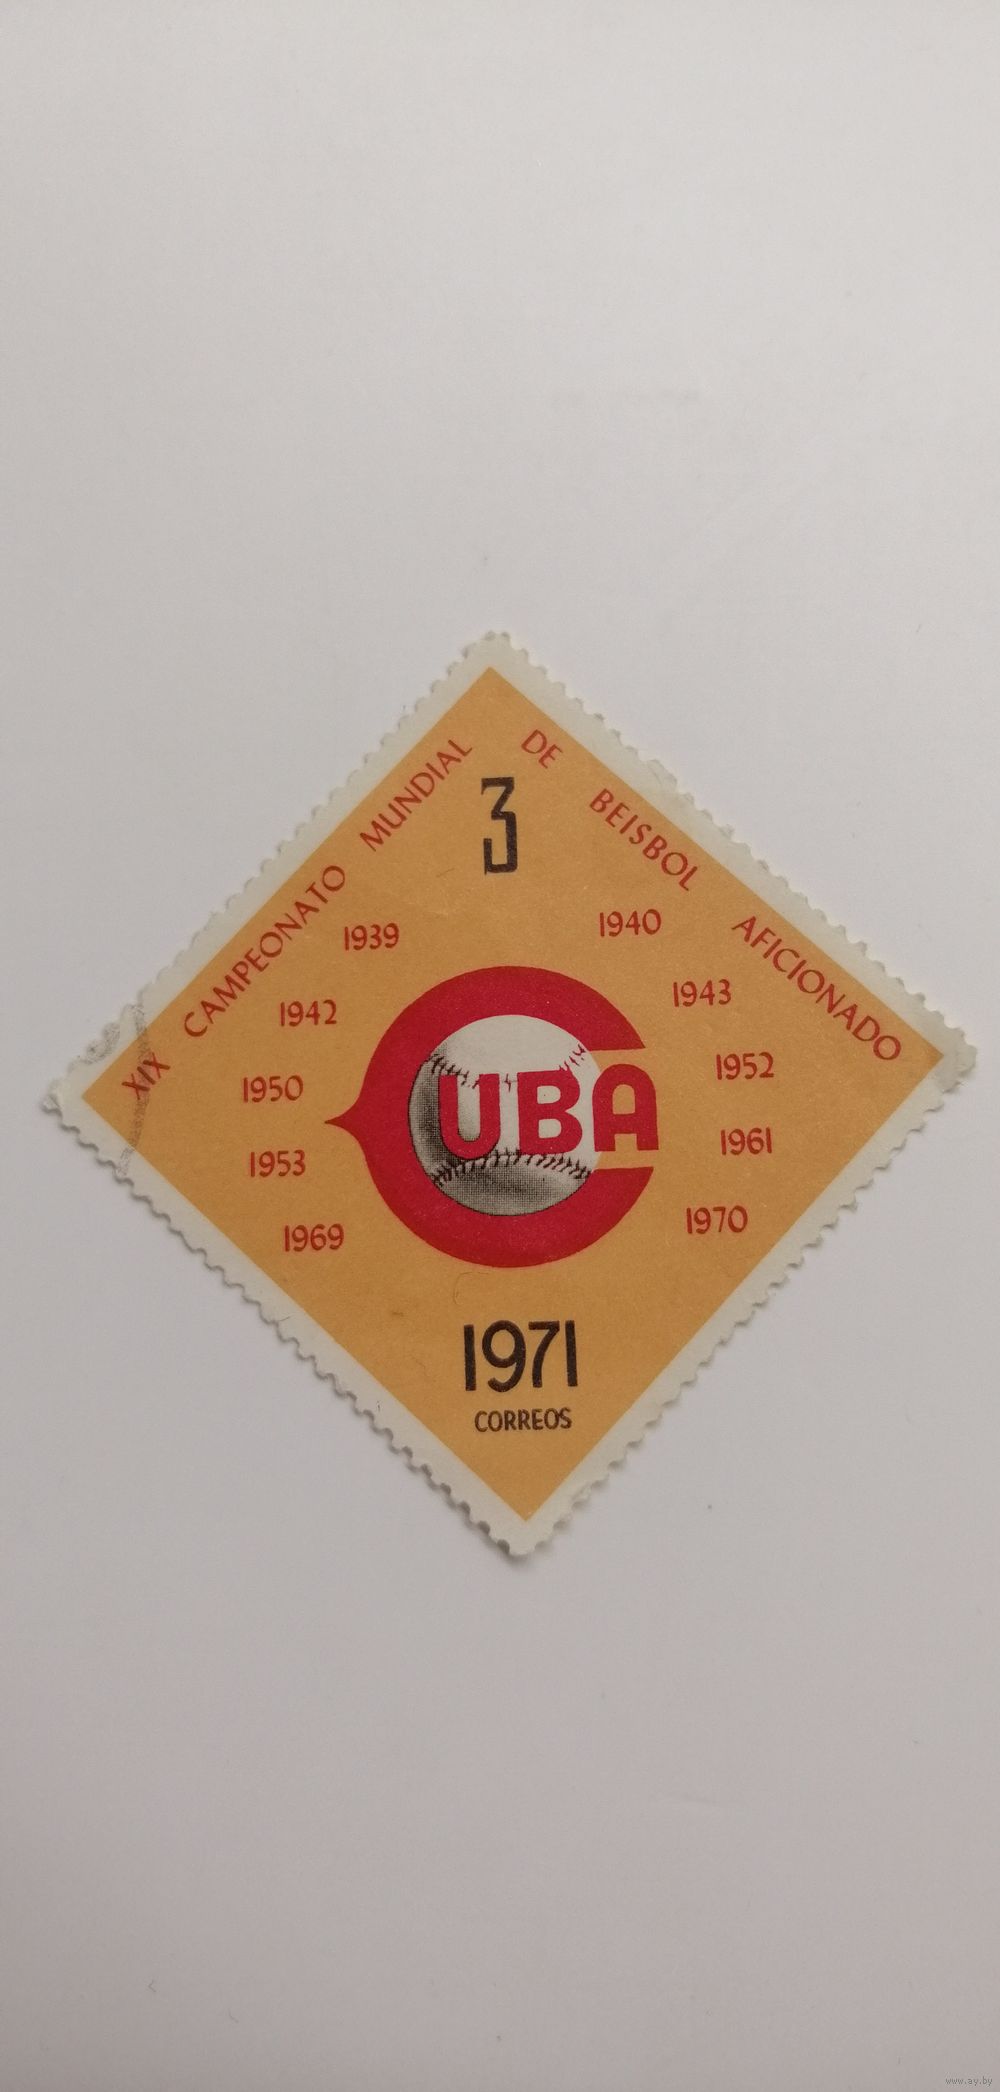 XIX CAMPEONATO MUNDIAL DE BEISBOL AFICIONADO
3
1939 1940
1942 1943
1950 1952
1953 1961
1969 1970
CUBA
1971
CORREOS
www.ay.by